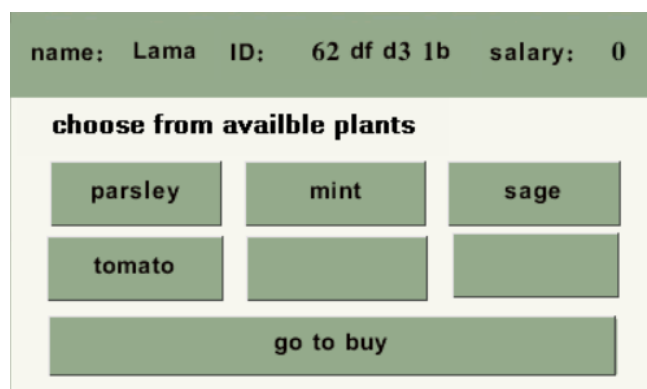 name: Lama ID: 62 df d3 1b salary: 0
choose from availble plants
parsley mint sage
tomato
go to buy